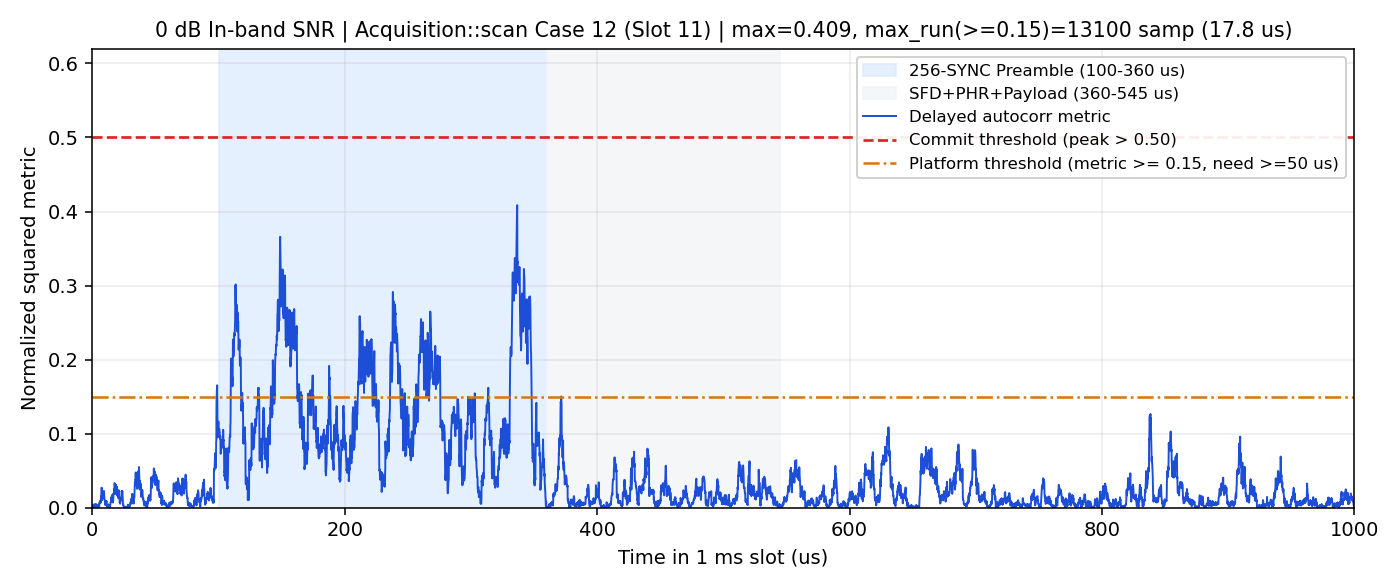 0 dB In-band SNR | Acquisition::scan Case 12 (Slot 11) | max=0.409, max_run(>=0.15)=13100 samp (17.8 us)
256-SYNC Preamble (100-360 us)
SFD+PHR+Payload (360-545 us)
Delayed autocorr metric
Commit threshold (peak > 0.50)
Platform threshold (metric >= 0.15, need >=50 us)
Normalized squared metric
0.6
0.5
0.4
0.3
0.2
0.1
0.0
0 200 400 600 800 1000
Time in 1 ms slot (us)